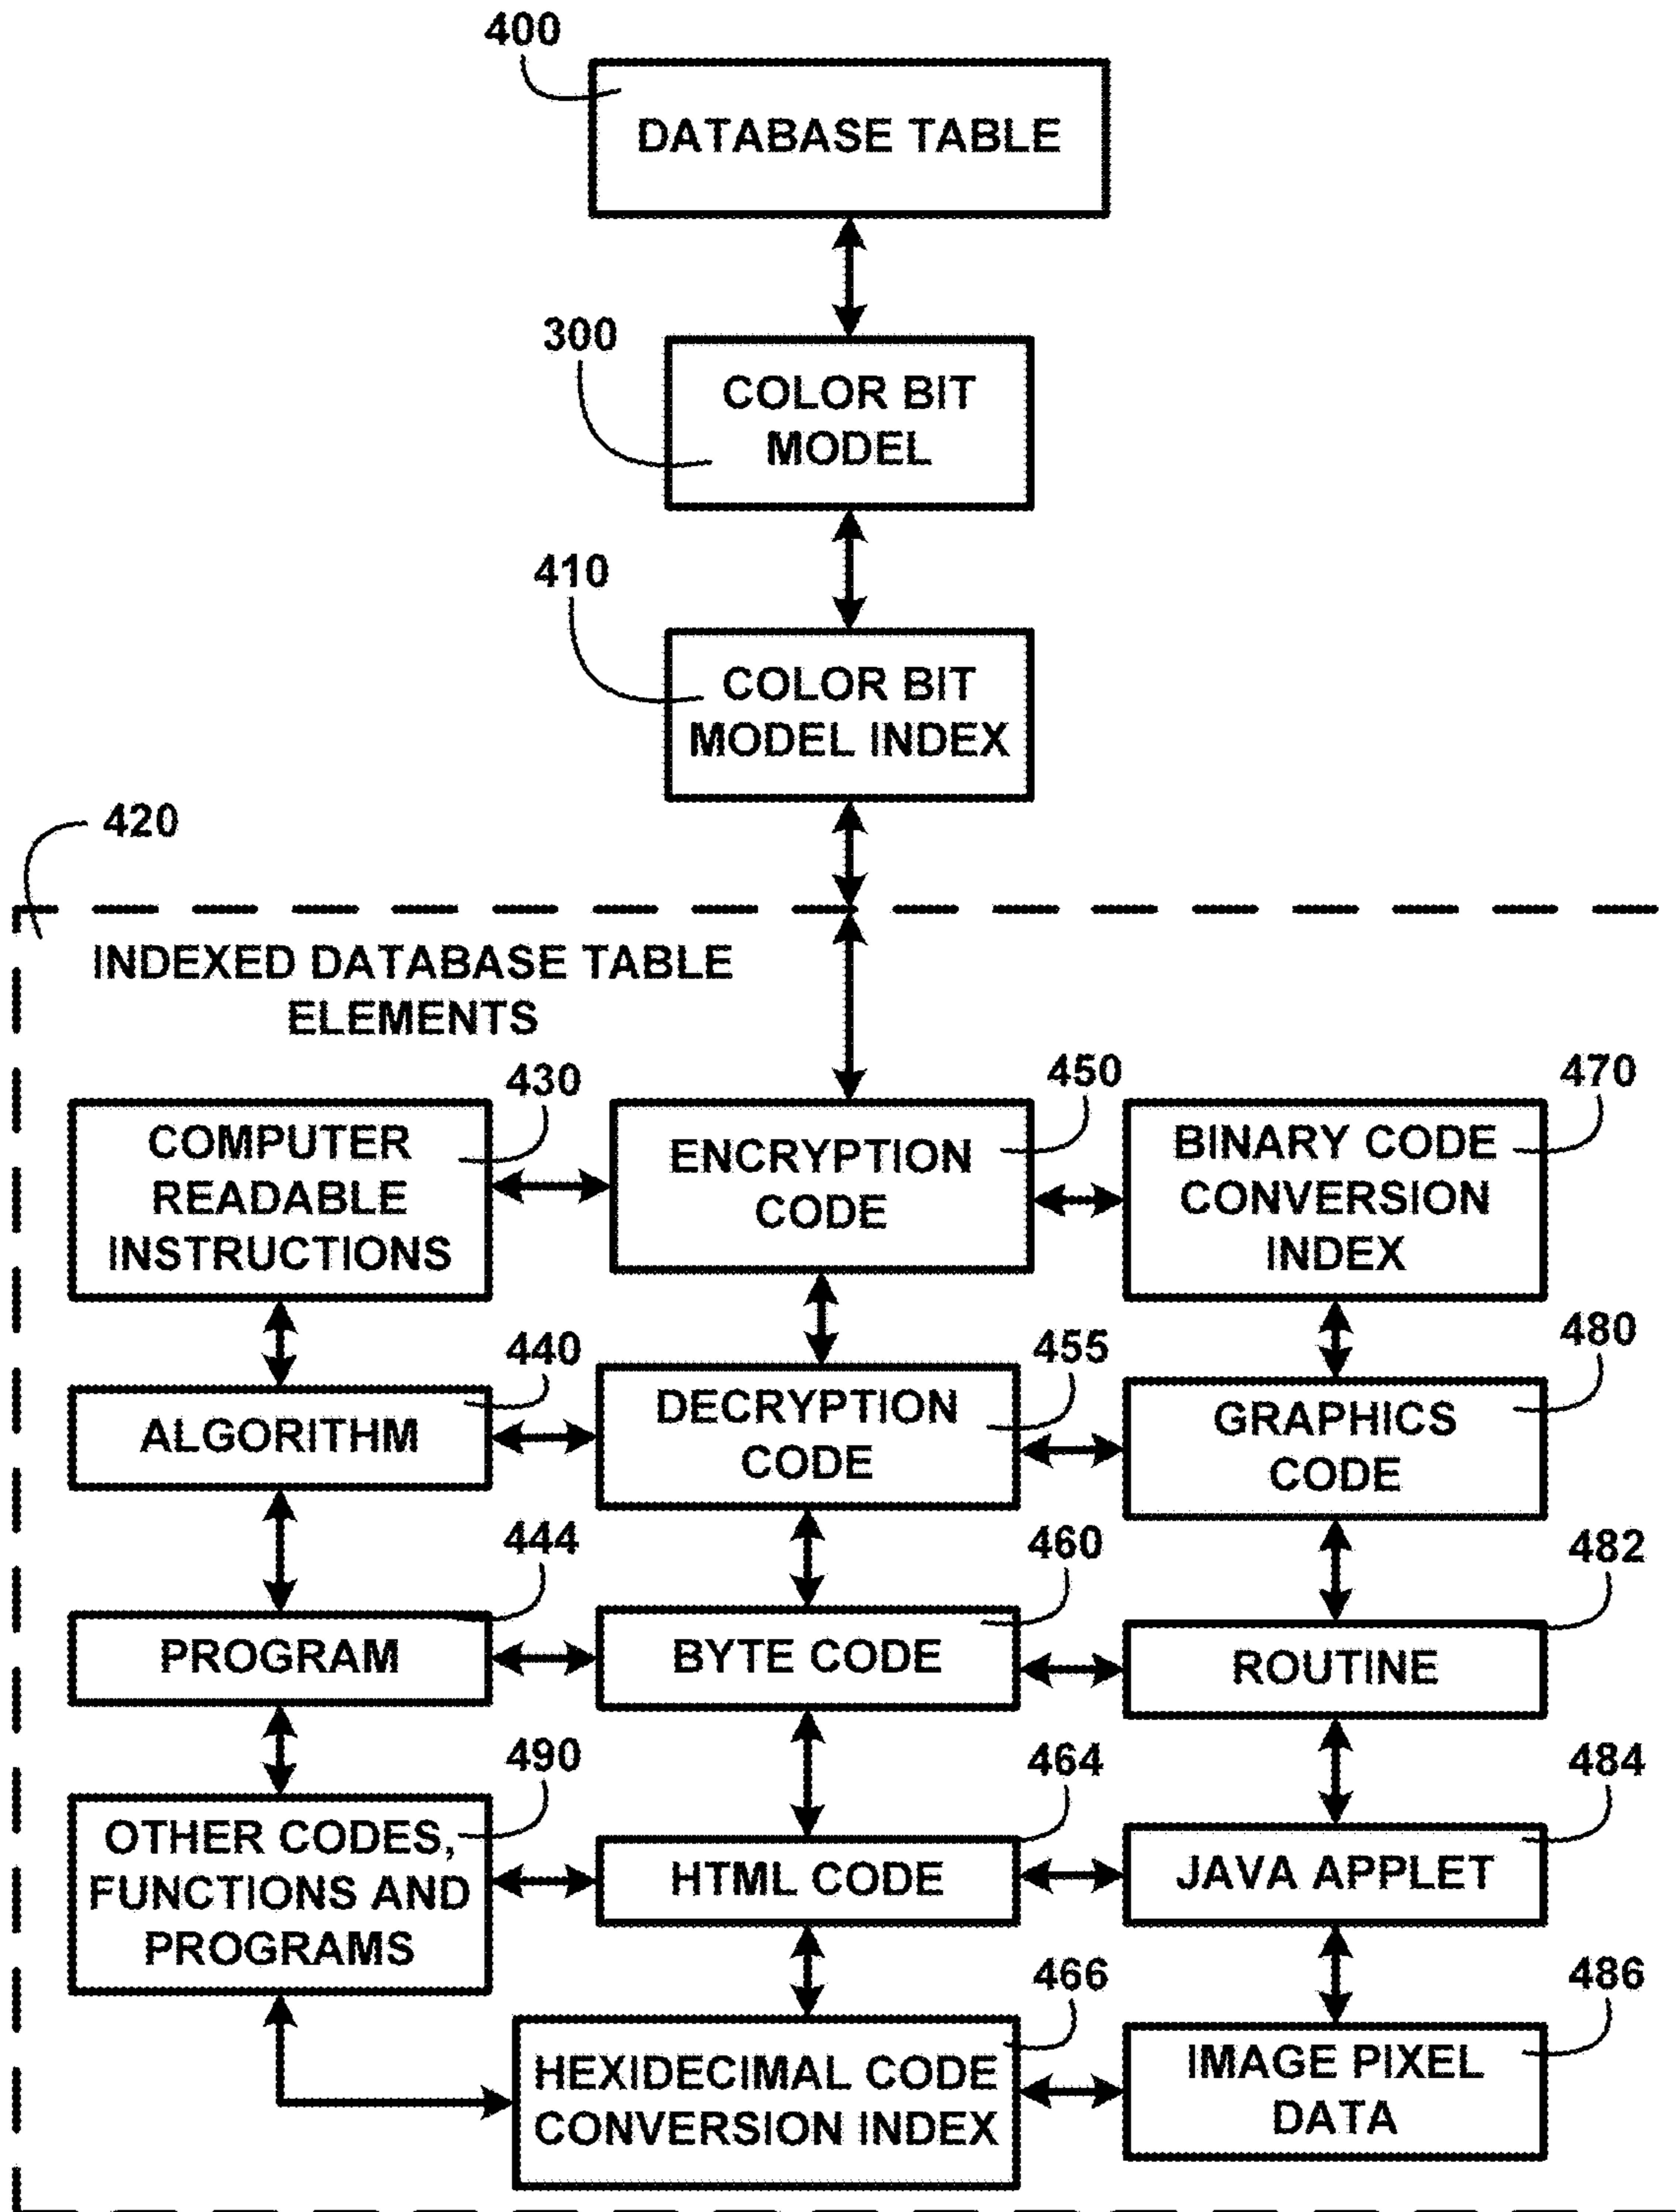 400
DATABASE TABLE
300
COLOR BIT
MODEL
410
COLOR BIT
MODEL INDEX
420
INDEXED DATABASE TABLE
ELEMENTS
430
COMPUTER
READABLE
INSTRUCTIONS
450
ENCRYPTION
CODE
470
BINARY CODE
CONVERSION
INDEX
440
ALGORITHM
455
DECRYPTION
CODE
480
GRAPHICS
CODE
444
PROGRAM
460
BYTE CODE
482
ROUTINE
490
OTHER CODES,
FUNCTIONS AND
PROGRAMS
464
HTML CODE
484
JAVA APPLET
466
HEXIDECIMAL CODE
CONVERSION INDEX
486
IMAGE PIXEL
DATA